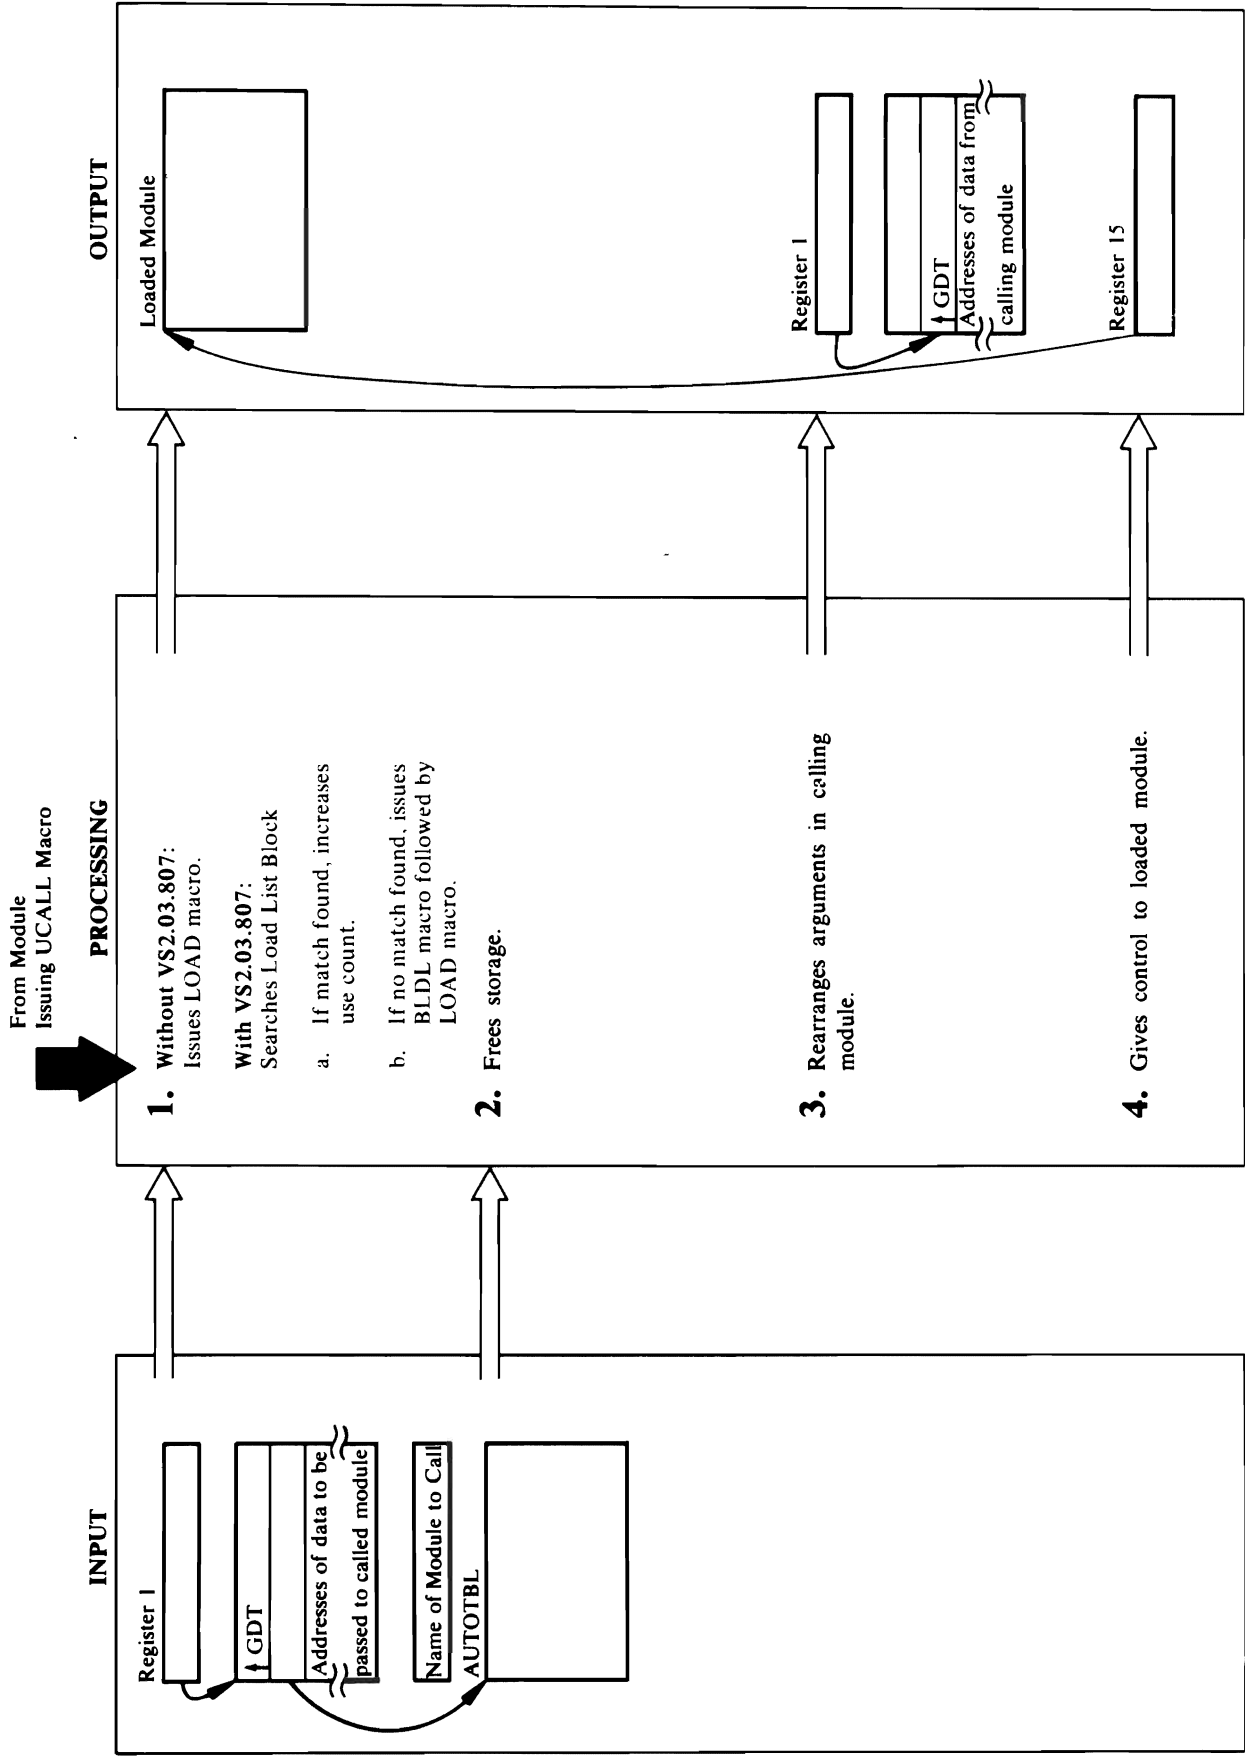 From Module
Issuing UCALL Macro
INPUT
Register 1
GDT
Addresses of data to be
passed to called module
Name of Module to Call
AUTOTBL
PROCESSING
1. Without VS2.03.807:
Issues LOAD macro.
With VS2.03.807:
Searches Load List Block
a. If match found, increases
use count.
b. If no match found, issues
BLDL macro followed by
LOAD macro.
2. Frees storage.
3. Rearranges arguments in calling
module.
4. Gives control to loaded module.
OUTPUT
Loaded Module
Register 1
GDT
Addresses of data from
calling module
Register 15